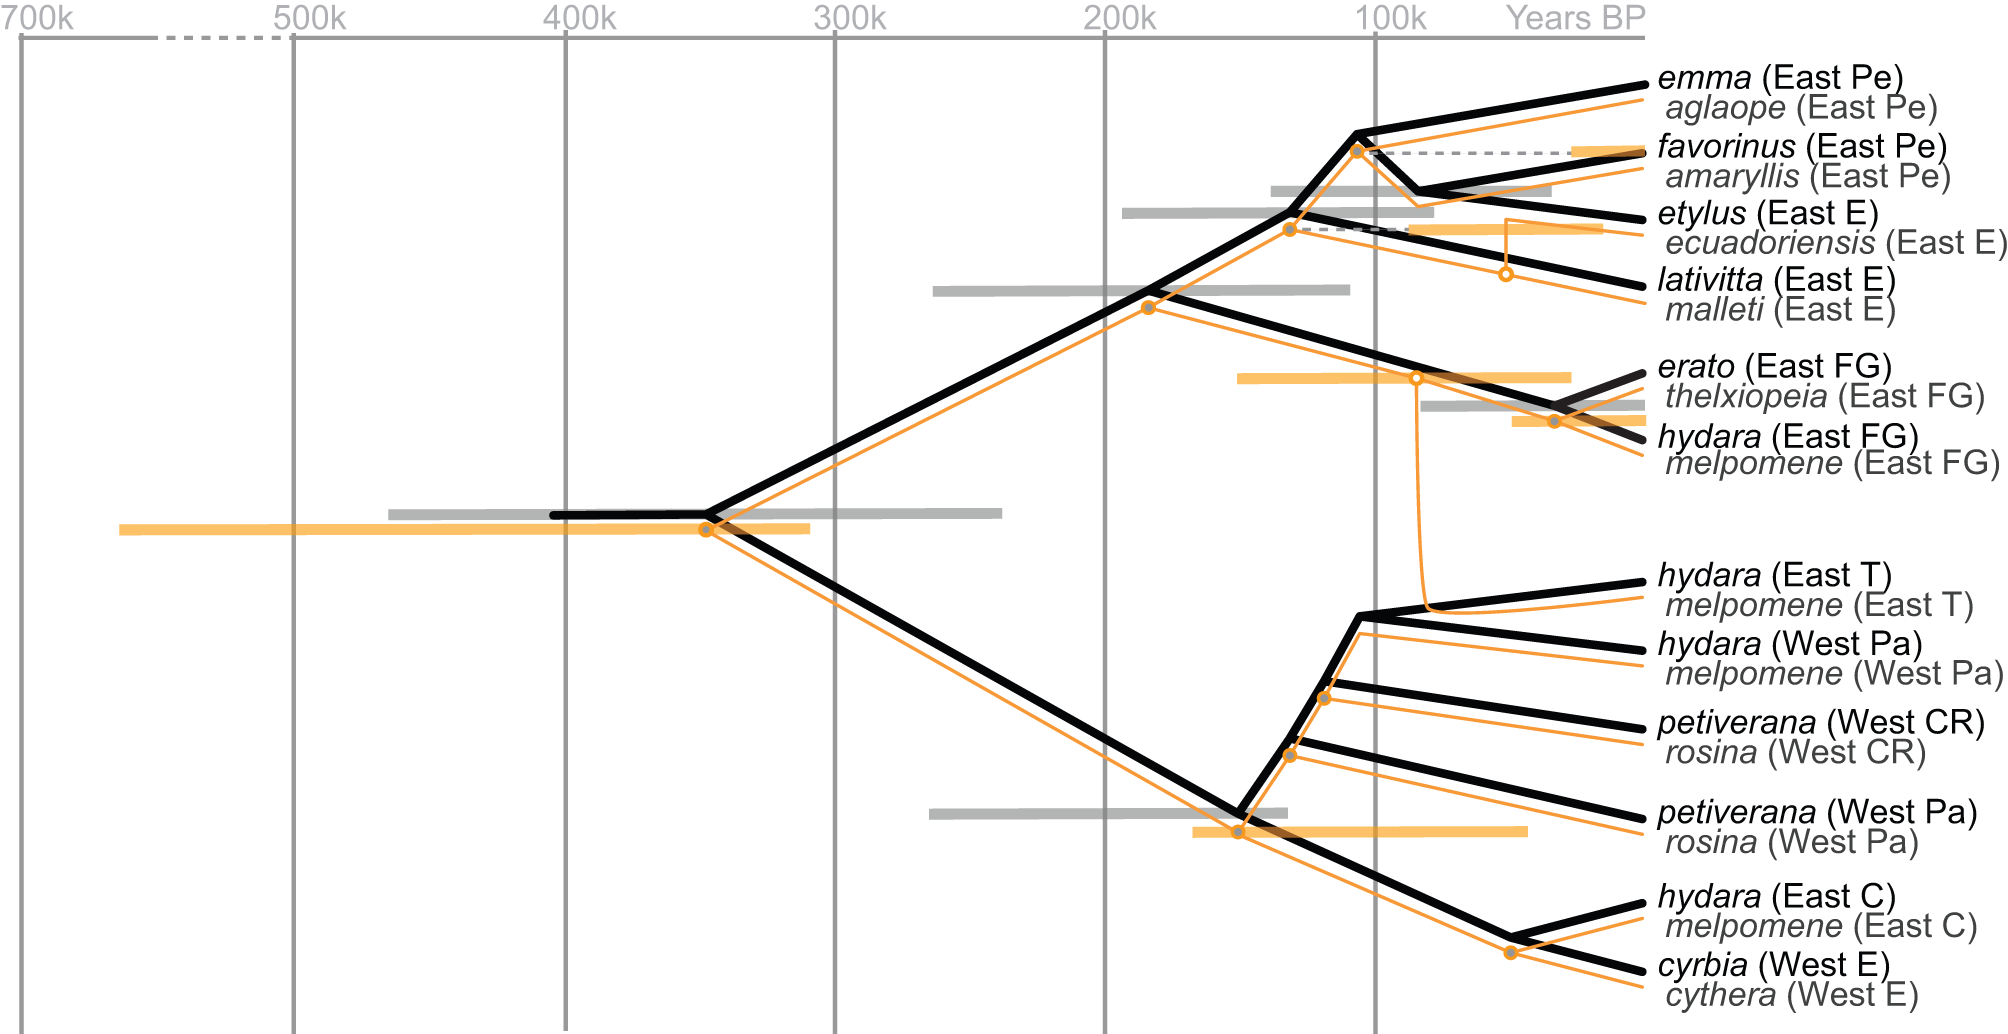 700k 500k 400k 300k 200k 100k Years BP
emma (East Pe)
aglaope (East Pe)
favorinus (East Pe)
amaryllis (East Pe)
etylus (East E)
ecuadoriensis (East E)
lativitta (East E)
malleti (East E)
erato (East FG)
thelxiopeia (East FG)
hydara (East FG)
melpomene (East FG)
hydara (East T)
melpomene (East T)
hydara (West Pa)
melpomene (West Pa)
petiverana (West CR)
rosina (West CR)
petiverana (West Pa)
rosina (West Pa)
hydara (East C)
melpomene (East C)
cyrbia (West E)
cythera (West E)